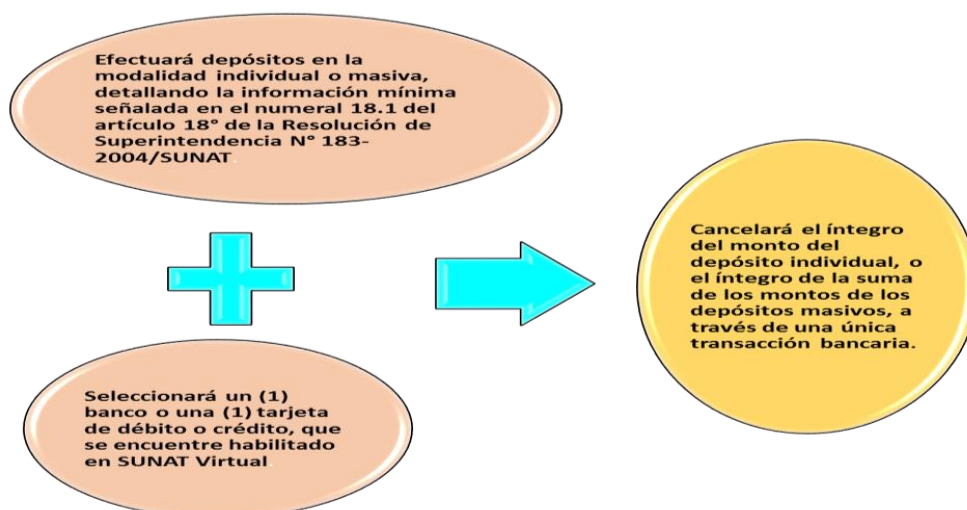 Efectuará depósitos en la
modalidad individual o masiva,
detallando la información mínima
señalada en el numeral 18.1 del
artículo 18° de la Resolución de
Superintendencia N° 183-
2004/SUNAT.
Seleccionará un (1)
banco o una (1) tarjeta
de débito o crédito, que
se encuentre habilitado
en SUNAT Virtual.
Cancelará el íntegro
del monto del
depósito individual, o
el íntegro de la suma
de los montos de los
depósitos masivos, a
través de una única
transacción bancaria.